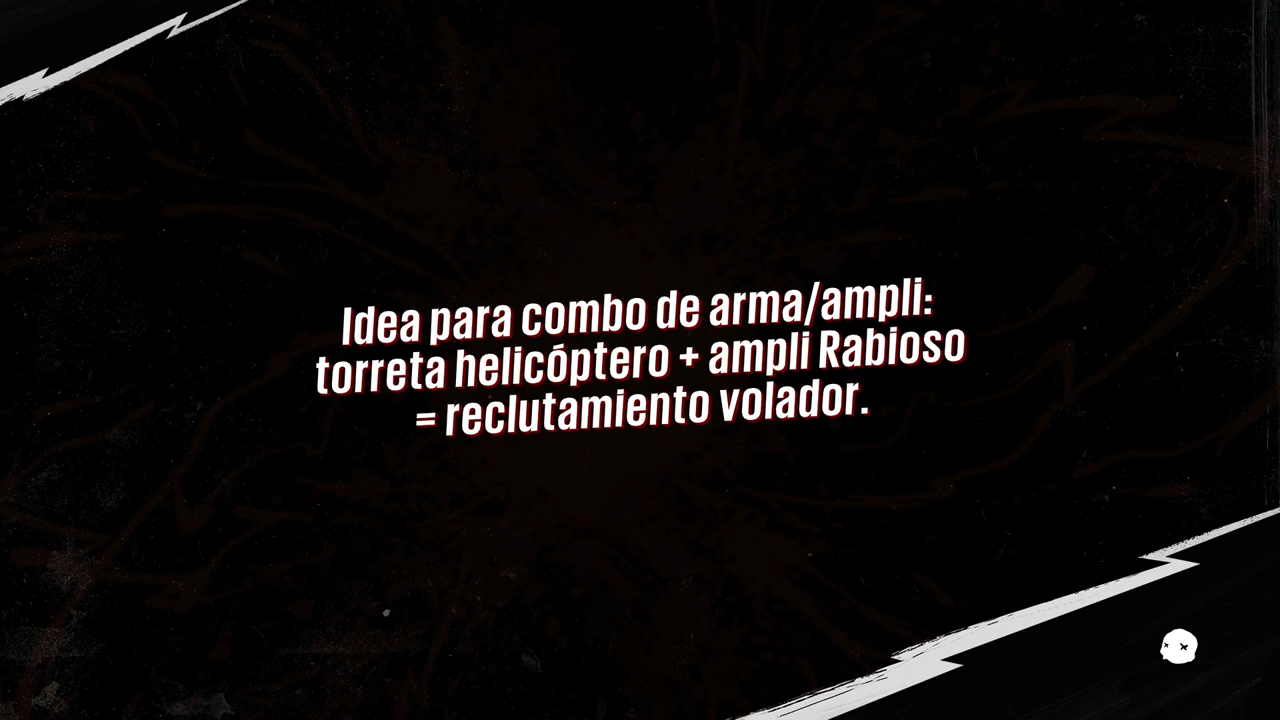 Idea para combo de arma/ampli:
torreta helicóptero + ampli Rabioso
= reclutamiento volador.